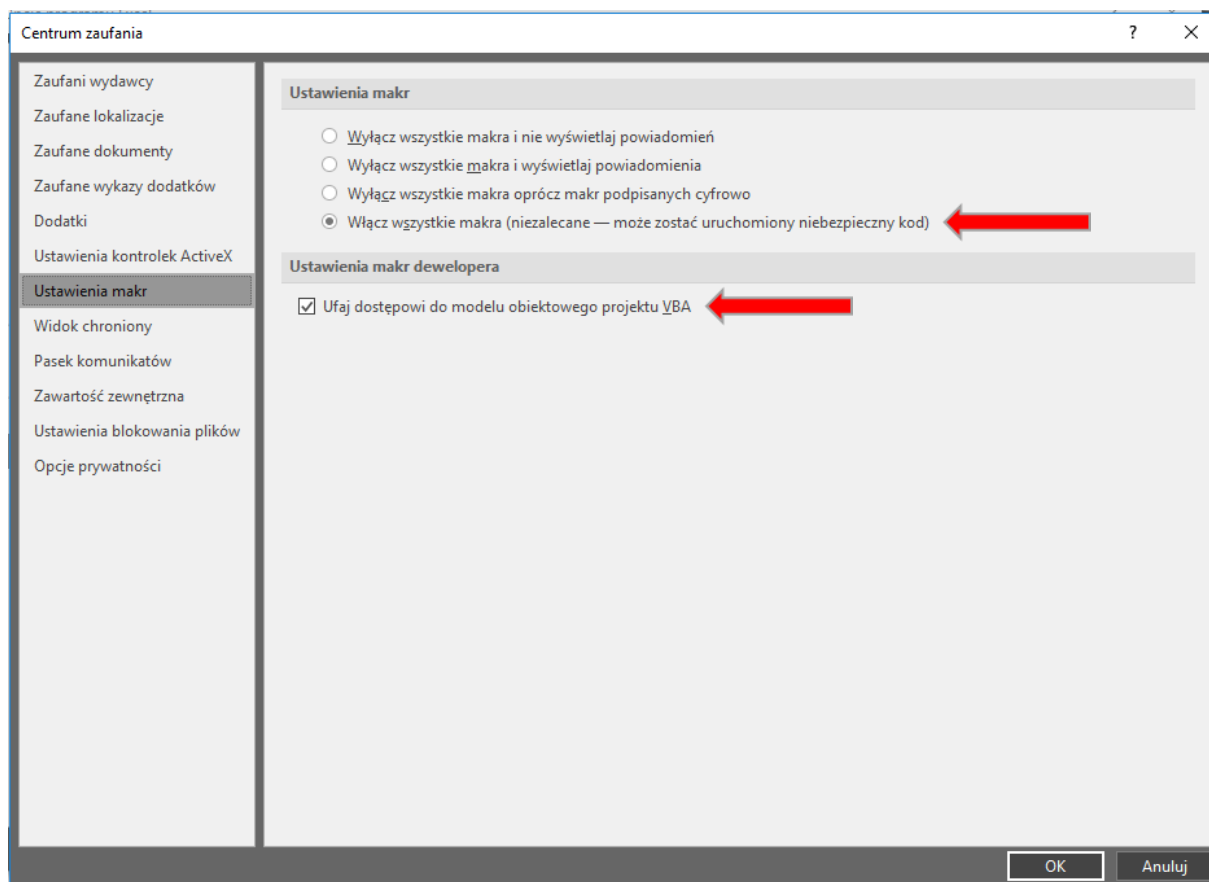 Centrum zaufania
Zaufani wydawcy
Zaufane lokalizacje
Zaufane dokumenty
Zaufane wykazy dodatków
Dodatki
Ustawienia kontrolek ActiveX
Ustawienia makr
Widok chroniony
Pasek komunikatów
Zawartość zewnętrzna
Ustawienia blokowania plików
Opcje prywatności
Ustawienia makr
Wyłącz wszystkie makra i nie wyświetlaj powiadomień
Wyłącz wszystkie makra i wyświetlaj powiadomienia
Wyłącz wszystkie makra oprócz makr podpisanych cyfrowo
Włącz wszystkie makra (niezalecane — może zostać uruchomiony niebezpieczny kod)
Ustawienia makr dewelopera
Ufaj dostępowi do modelu obiektowego projektu VBA
OK
Anuluj